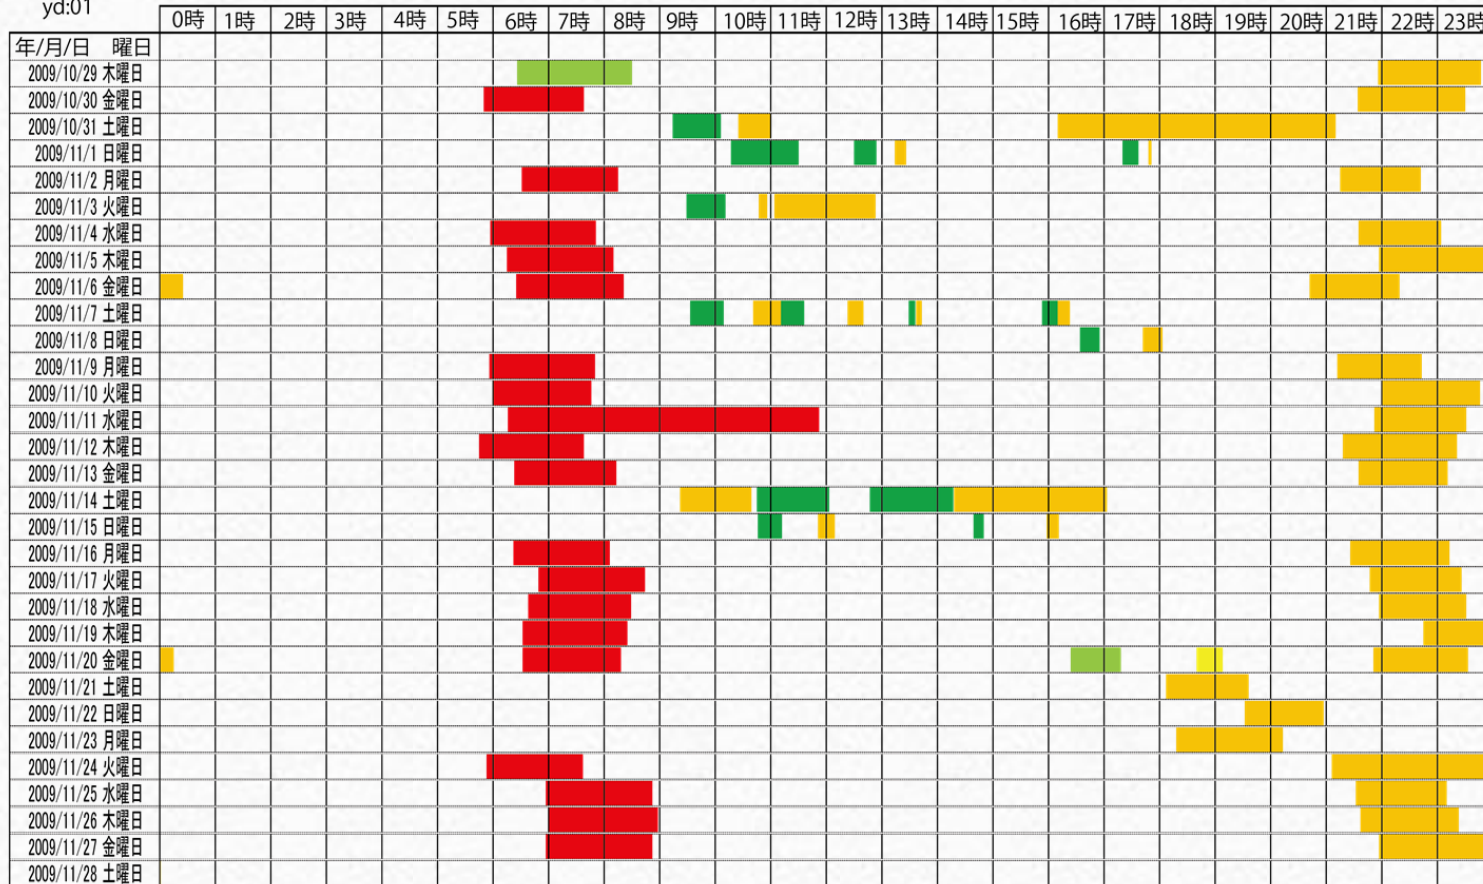 yd:01
0時 1時 2時 3時 4時 5時 6時 7時 8時 9時 10時 11時 12時 13時 14時 15時 16時 17時 18時 19時 20時 21時 22時 23時
年/月/日 曜日
2009/10/29 木曜日
2009/10/30 金曜日
2009/10/31 土曜日
2009/11/1 日曜日
2009/11/2 月曜日
2009/11/3 火曜日
2009/11/4 水曜日
2009/11/5 木曜日
2009/11/6 金曜日
2009/11/7 土曜日
2009/11/8 日曜日
2009/11/9 月曜日
2009/11/10 火曜日
2009/11/11 水曜日
2009/11/12 木曜日
2009/11/13 金曜日
2009/11/14 土曜日
2009/11/15 日曜日
2009/11/16 月曜日
2009/11/17 火曜日
2009/11/18 水曜日
2009/11/19 木曜日
2009/11/20 金曜日
2009/11/21 土曜日
2009/11/22 日曜日
2009/11/23 月曜日
2009/11/24 火曜日
2009/11/25 水曜日
2009/11/26 木曜日
2009/11/27 金曜日
2009/11/28 土曜日